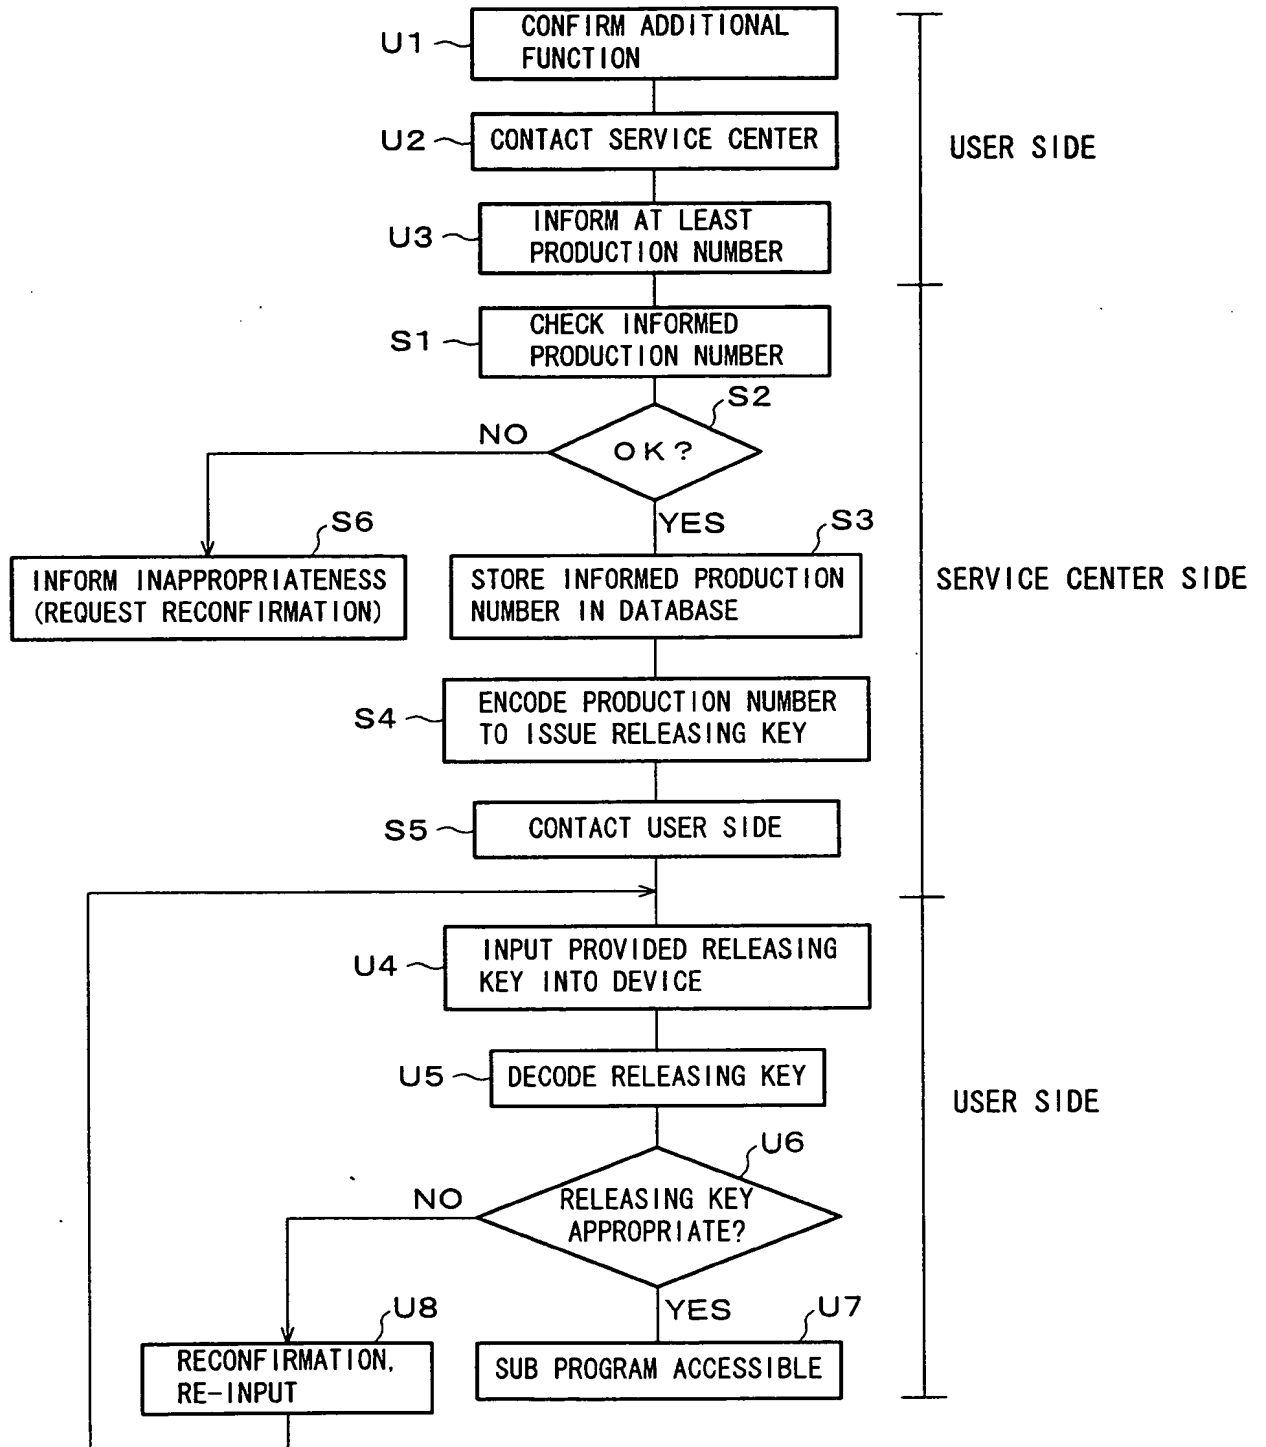 U1
CONFIRM ADDITIONAL
FUNCTION
U2
CONTACT SERVICE CENTER
USER SIDE
U3
INFORM AT LEAST
PRODUCTION NUMBER
S1
CHECK INFORMED
PRODUCTION NUMBER
S2
NO
OK?
YES
S6
S3
INFORM INAPPROPRIATENESS
(REQUEST RECONFIRMATION)
STORE INFORMED PRODUCTION
NUMBER IN DATABASE
SERVICE CENTER SIDE
S4
ENCODE PRODUCTION NUMBER
TO ISSUE RELEASING KEY
S5
CONTACT USER SIDE
U4
INPUT PROVIDED RELEASING
KEY INTO DEVICE
U5
DECODE RELEASING KEY
USER SIDE
U6
NO
RELEASING KEY
APPROPRIATE?
YES
U8
U7
RECONFIRMATION,
RE-INPUT
SUB PROGRAM ACCESSIBLE